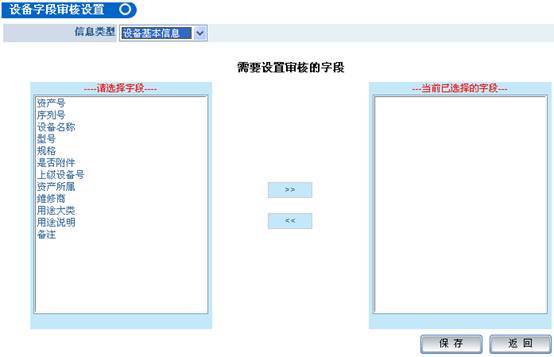 设备字段审核设置
信息类型 设备基本信息
需要设置审核的字段
----请选择字段----
---当前已选择的字段---
资产号
序列号
设备名称
型号
规格
是否附件
上级设备号
资产所属
维修商
用途大类
用途说明
备注
>>
<<
保 存 返 回